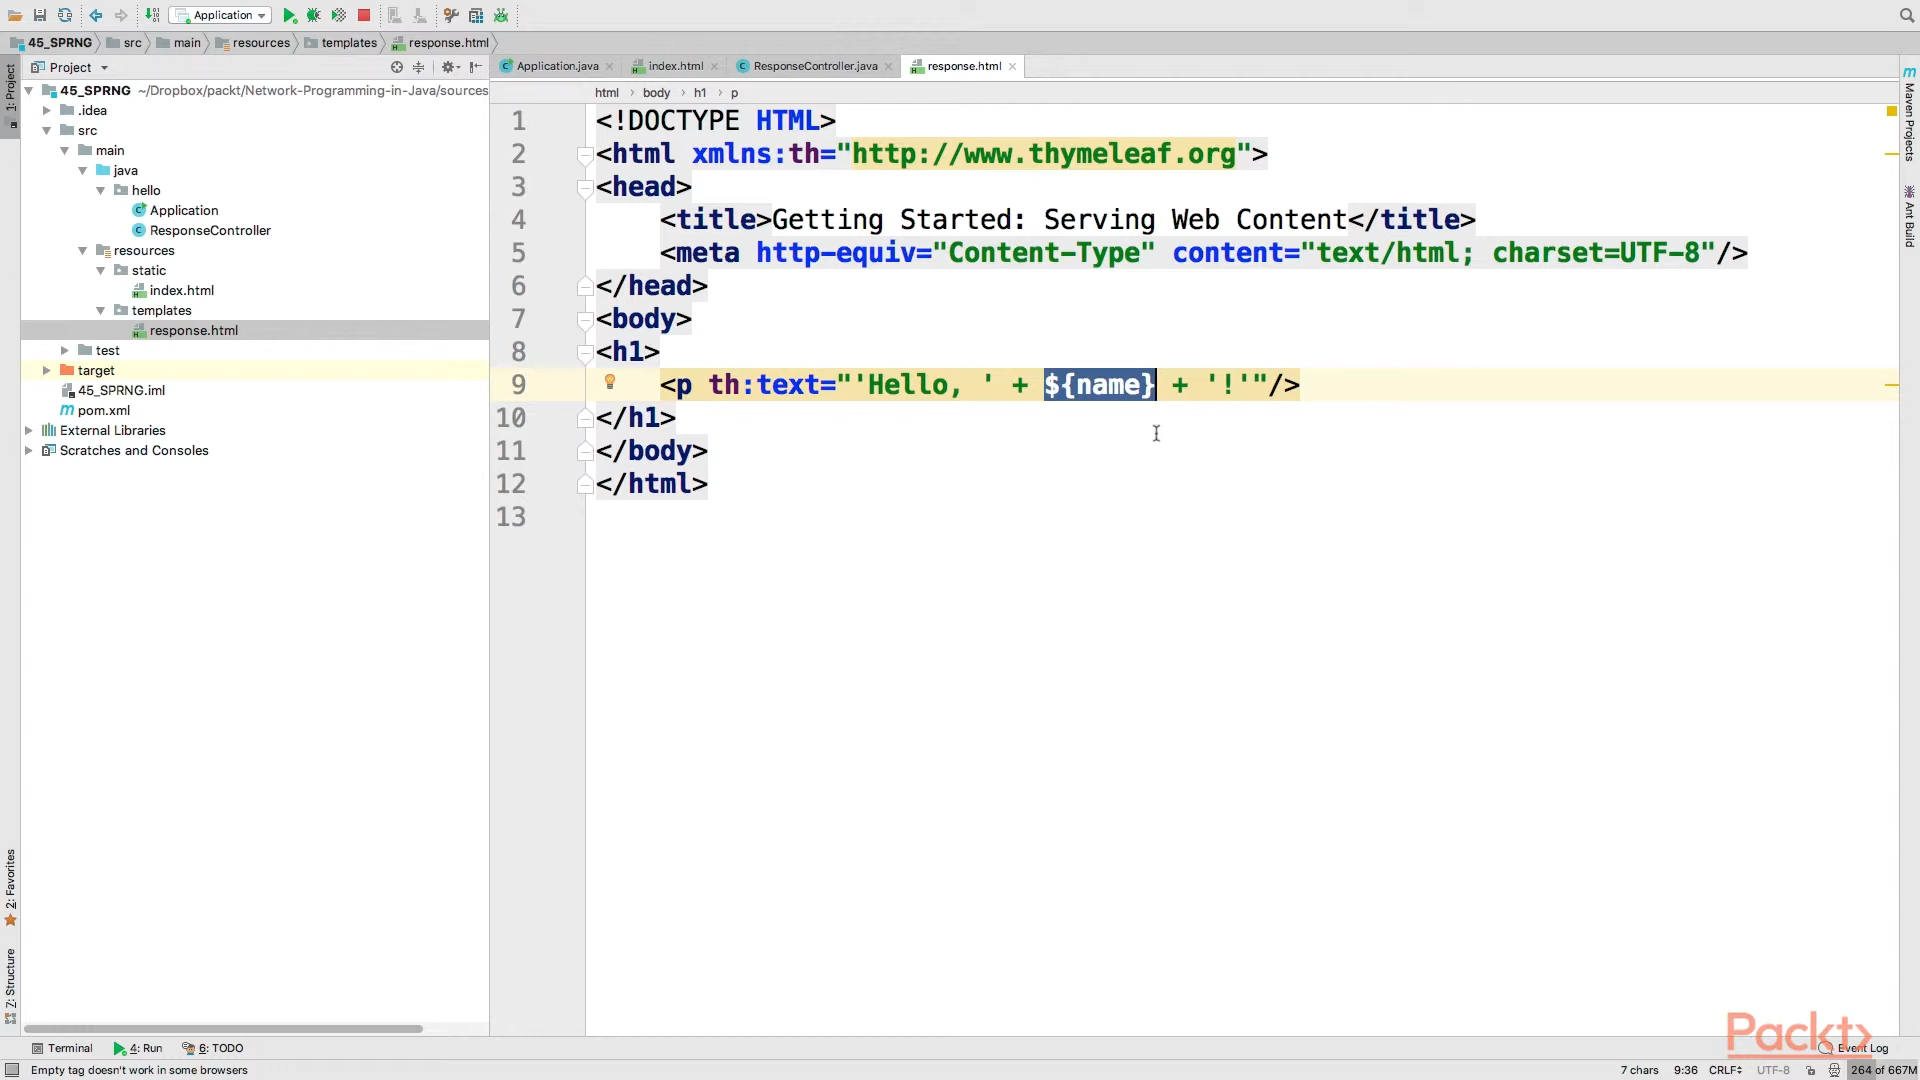 Application
45_SPRNG src main resources templates response.html
1: Project
Project
45_SPRNG ~/Dropbox/packt/Network-Programming-in-Java/sources
.idea
src
main
java
hello
Application
ResponseController
resources
static
index.html
templates
response.html
test
target
45_SPRNG.iml
pom.xml
External Libraries
Scratches and Consoles
2: Favorites
7: Structure
Application.java index.html ResponseController.java response.html
html body h1 p
1 <!DOCTYPE HTML>
2 <html xmlns:th="http://www.thymeleaf.org">
3 <head>
4 <title>Getting Started: Serving Web Content</title>
5 <meta http-equiv="Content-Type" content="text/html; charset=UTF-8"/>
6 </head>
7 <body>
8 <h1>
9 <p th:text="'Hello, ' + ${name} + '!'"/>
10 </h1>
11 </body>
12 </html>
13
Maven Projects
Ant Build
Packt
Terminal 4: Run 6: TODO Event Log
Empty tag doesn't work in some browsers 7 chars 9:36 CRLF UTF-8 264 of 667M